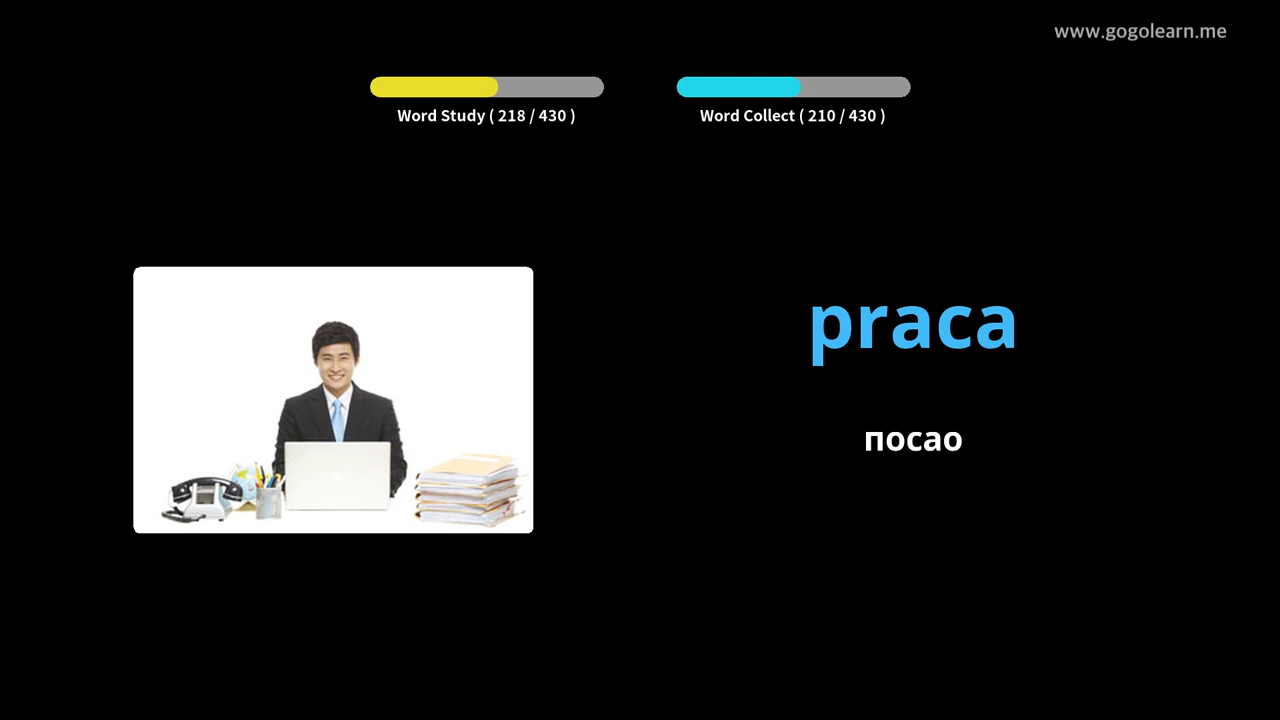 www.gogolearn.me
Word Study ( 218 / 430 )
Word Collect ( 210 / 430 )
praca
посао